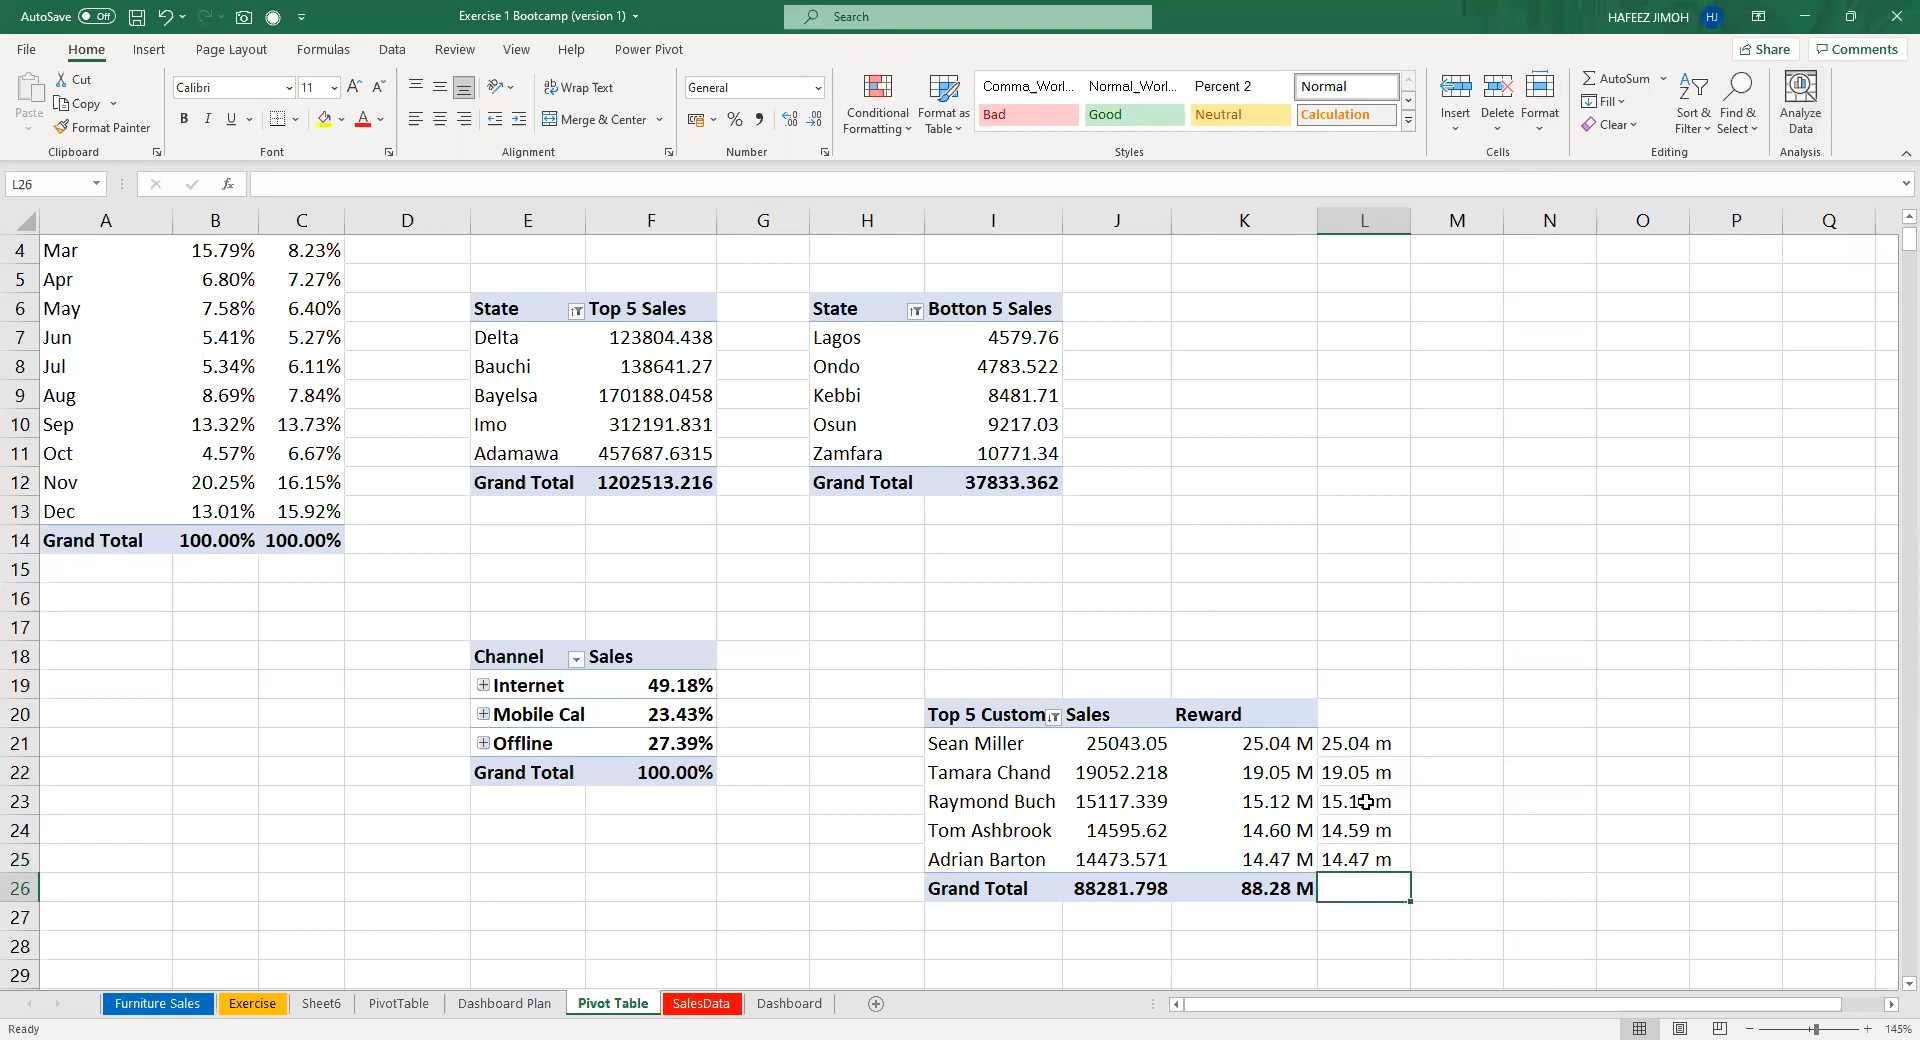 AutoSave Off
Exercise 1 Bootcamp (version 1)
Search
HAFEEZ JIMOH HJ
File Home Insert Page Layout Formulas Data Review View Help Power Pivot
Share Comments
Paste
Cut
Copy
Format Painter
Clipboard
Calibri 11
B I U
Font
Wrap Text
Merge & Center
Alignment
General
Number
Conditional Formatting
Format as Table
Comma_Worl... Normal_Worl... Percent 2 Normal
Bad Good Neutral Calculation
Styles
Insert Delete Format
Cells
AutoSum
Fill
Clear
Sort & Filter
Find & Select
Editing
Analyze Data
Analysis
L26
fx
A B C D E F G H I J K L M N O P Q
4 Mar 15.79% 8.23%
5 Apr 6.80% 7.27%
6 May 7.58% 6.40% State Top 5 Sales State Botton 5 Sales
7 Jun 5.41% 5.27% Delta 123804.438 Lagos 4579.76
8 Jul 5.34% 6.11% Bauchi 138641.27 Ondo 4783.522
9 Aug 8.69% 7.84% Bayelsa 170188.0458 Kebbi 8481.71
10 Sep 13.32% 13.73% Imo 312191.831 Osun 9217.03
11 Oct 4.57% 6.67% Adamawa 457687.6315 Zamfara 10771.34
12 Nov 20.25% 16.15% Grand Total 1202513.216 Grand Total 37833.362
13 Dec 13.01% 15.92%
14 Grand Total 100.00% 100.00%
15
16
17
18 Channel Sales
19 Internet 49.18%
20 Mobile Cal 23.43% Top 5 Custom Sales Reward
21 Offline 27.39% Sean Miller 25043.05 25.04 M 25.04 m
22 Grand Total 100.00% Tamara Chand 19052.218 19.05 M 19.05 m
23 Raymond Buch 15117.339 15.12 M m
24 Tom Ashbrook 14595.62 14.60 M 14.59 m
25 Adrian Barton 14473.571 14.47 M 14.47 m
26 Grand Total 88281.798 88.28 M
27
28
29
Furniture Sales Exercise Sheet6 PivotTable Dashboard Plan Pivot Table SalesData Dashboard
Ready
145%